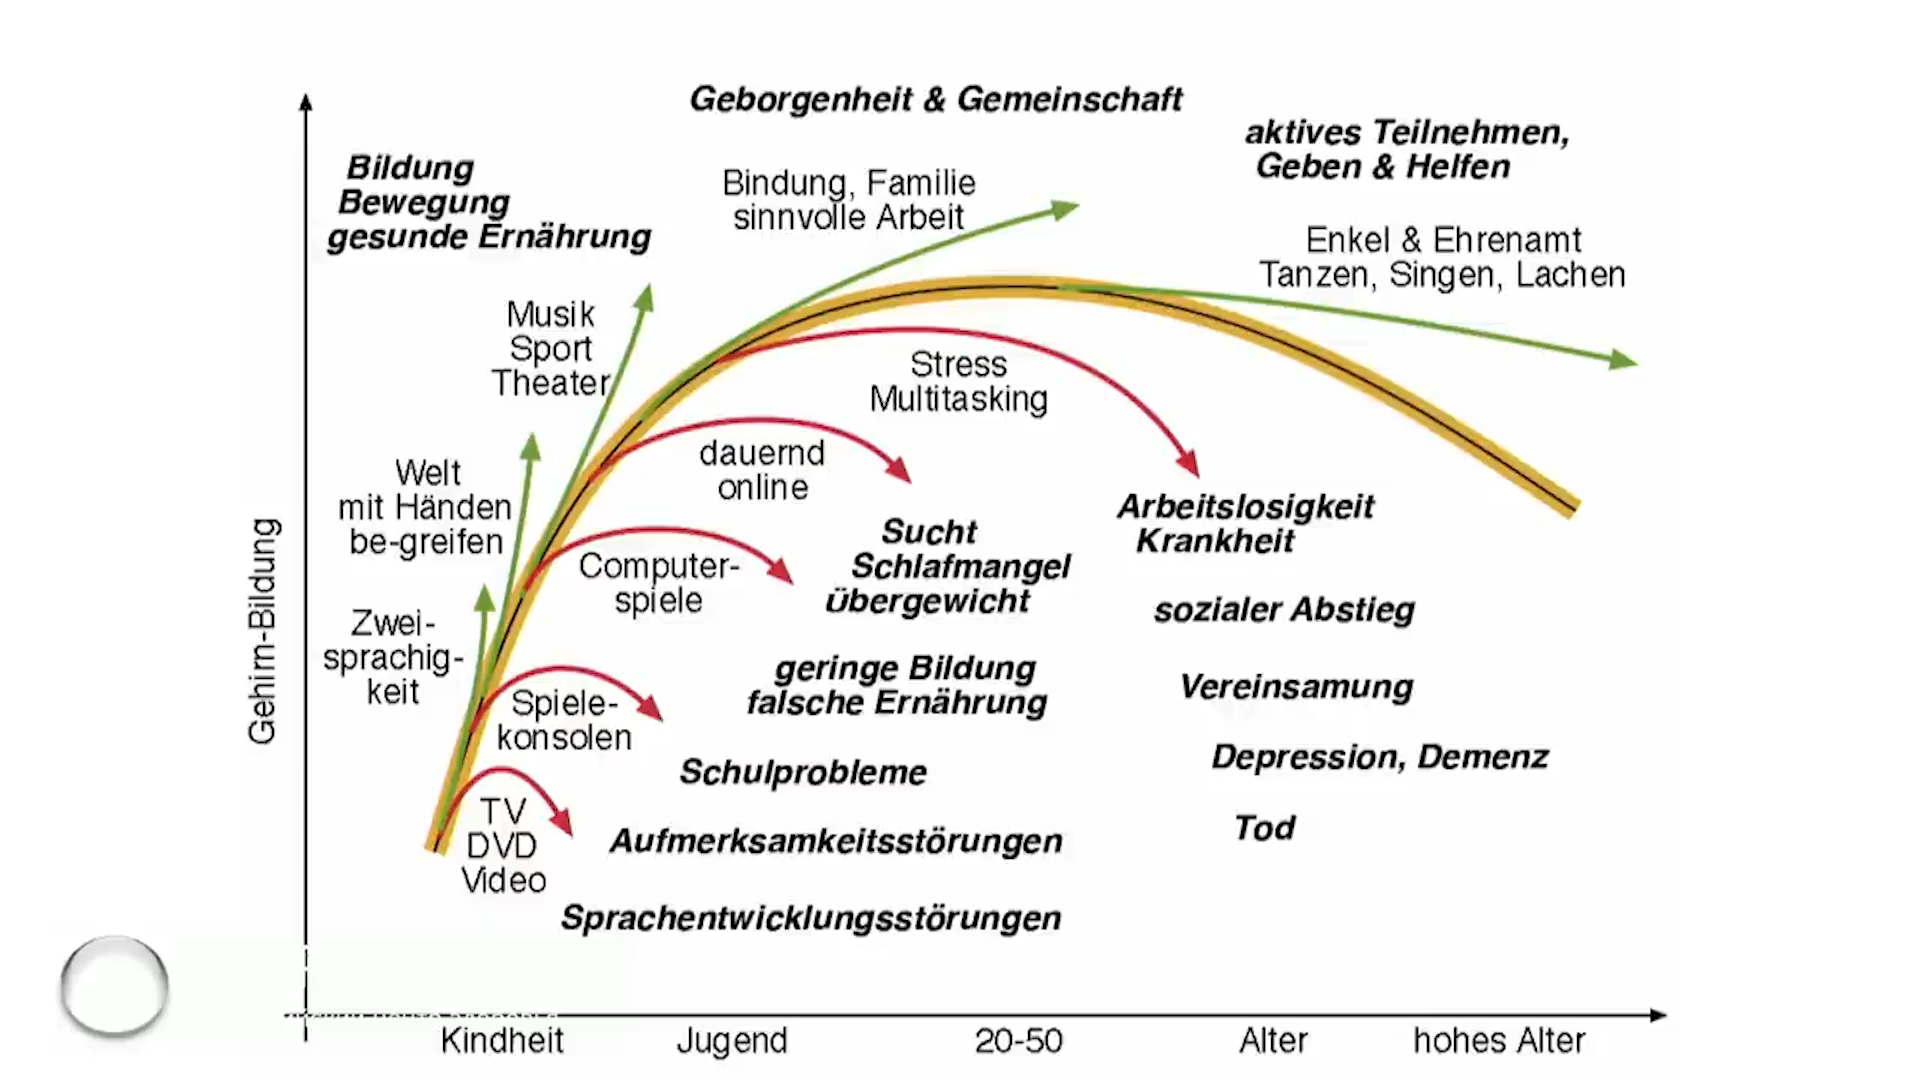 Geborgenheit & Gemeinschaft
aktives Teilnehmen,
Geben & Helfen
Bildung
Bewegung
gesunde Ernährung
Bindung, Familie
sinnvolle Arbeit
Enkel & Ehrenamt
Tanzen, Singen, Lachen
Musik
Sport
Theater
Stress
Multitasking
Welt
mit Händen
be-greifen
dauernd
online
Zwei-
sprachig-
keit
Computer-
spiele
Sucht
Schlafmangel
Übergewicht
Arbeitslosigkeit
Krankheit
sozialer Abstieg
Spiele-
konsolen
geringe Bildung
falsche Ernährung
Vereinsamung
TV
DVD
Video
Schulprobleme
Depression, Demenz
Aufmerksamkeitsstörungen
Tod
Sprachentwicklungsstörungen
Gehirn-Bildung
Kindheit
Jugend
20-50
Alter
hohes Alter